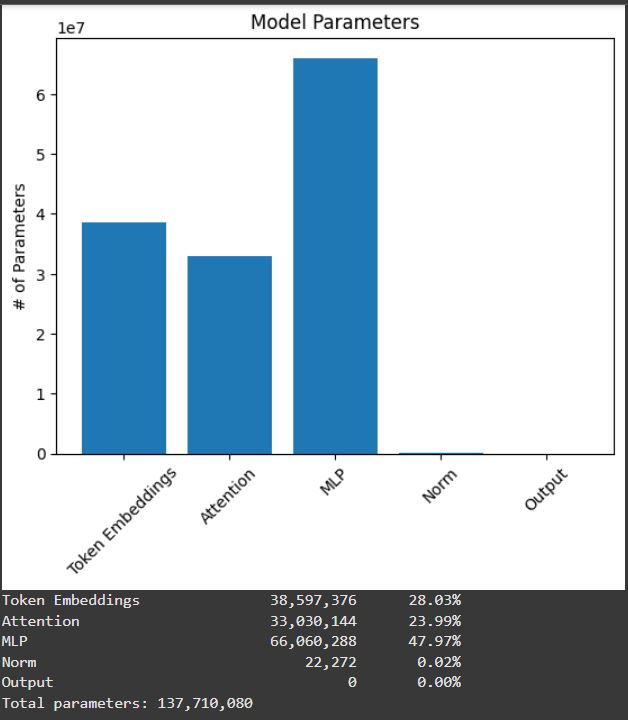 Model Parameters
1e7
6
5
4
3
2
1
0
# of Parameters
Token Embeddings
Attention
MLP
Norm
Output
Token Embeddings 38,597,376 28.03%
Attention 33,030,144 23.99%
MLP 66,060,288 47.97%
Norm 22,272 0.02%
Output 0 0.00%
Total parameters: 137,710,080